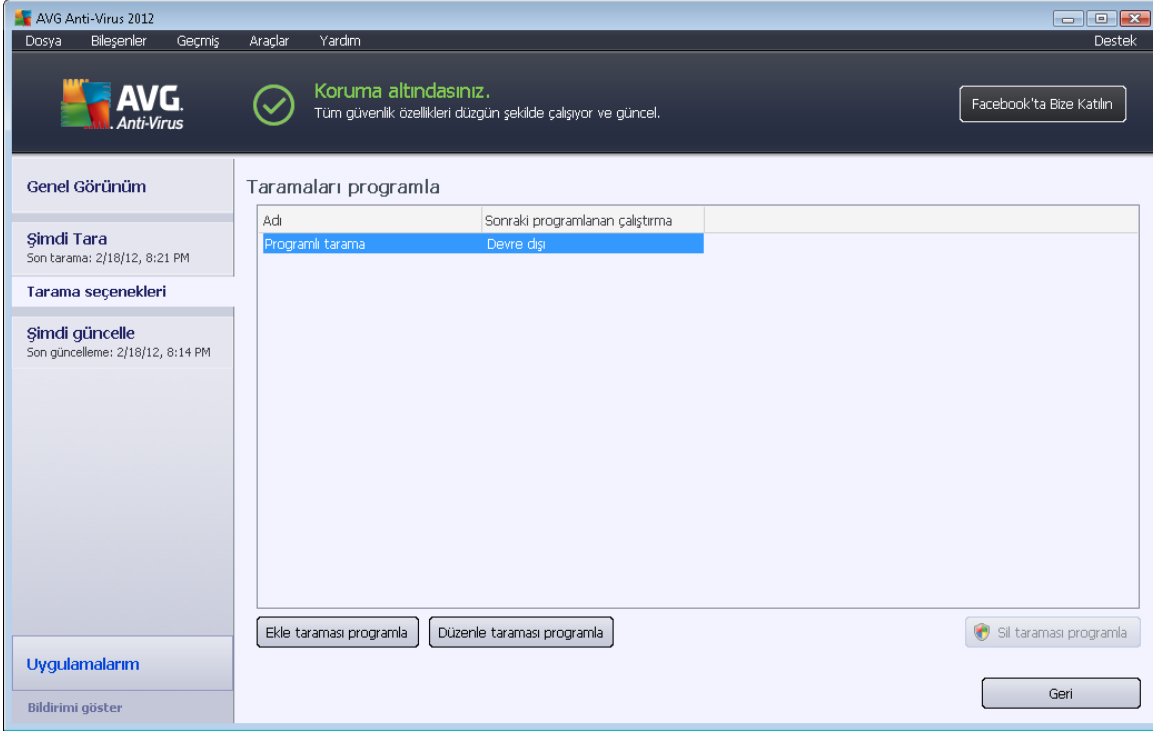 AVG Anti-Virus 2012
Dosya Bileşenler Geçmiş Araçlar Yardım Destek
AVG.
Anti-Virus
Koruma altındasınız.
Tüm güvenlik özellikleri düzgün şekilde çalışıyor ve güncel.
Facebook'ta Bize Katılın
Genel Görünüm
Şimdi Tara
Son tarama: 2/18/12, 8:21 PM
Tarama seçenekleri
Şimdi güncelle
Son güncelleme: 2/18/12, 8:14 PM
Uygulamalarım
Bildirimi göster
Taramaları programla
Adı Sonraki programlanan çalıştırma
Programlı tarama Devre dışı
Ekle taraması programla Düzenle taraması programla Sil taraması programla
Geri